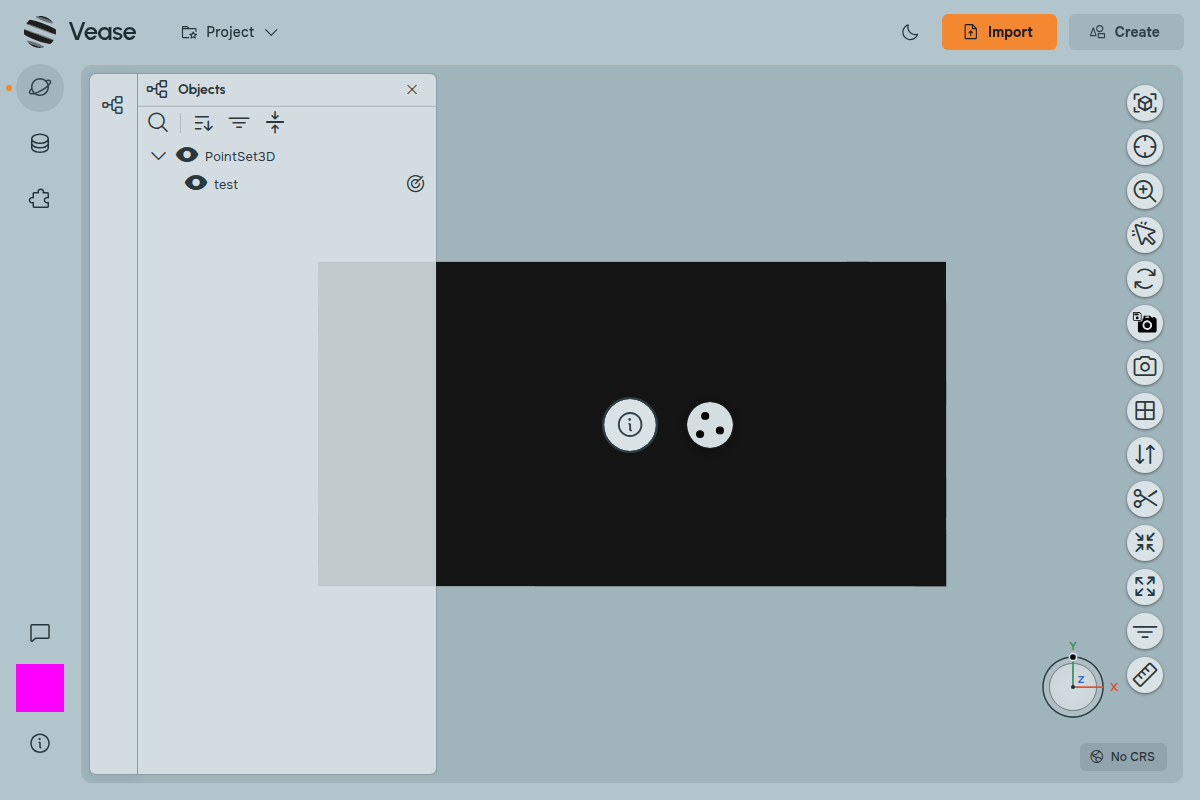 Vease
Project
Import
Create
Objects
PointSet3D
test
Y
Z
X
No CRS